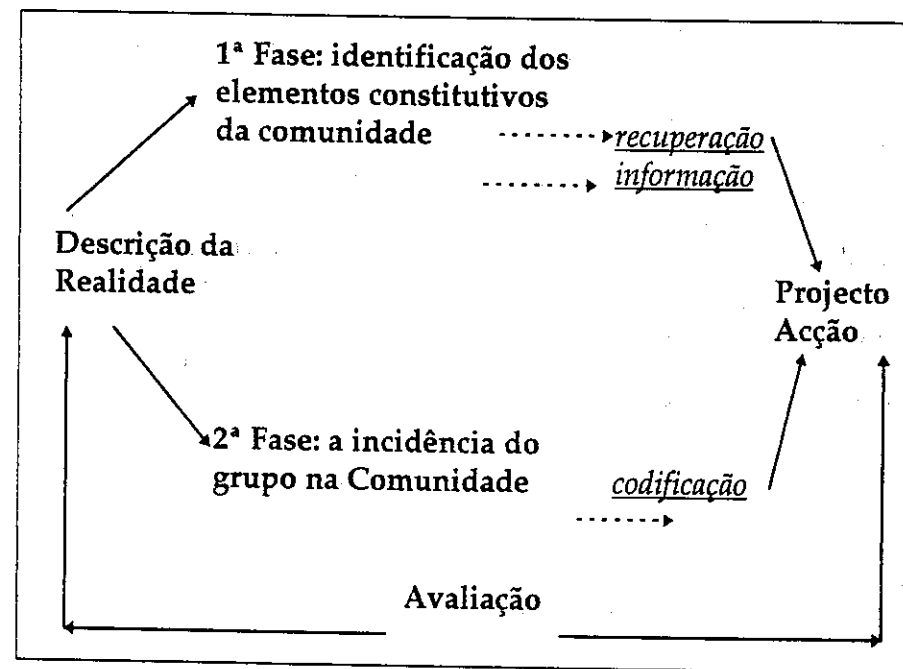 1ª Fase: identificação dos
elementos constitutivos
da comunidade
recuperação
informação
Descrição da
Realidade
Projecto
Acção
2ª Fase: a incidência do
grupo na Comunidade
codificação
Avaliação